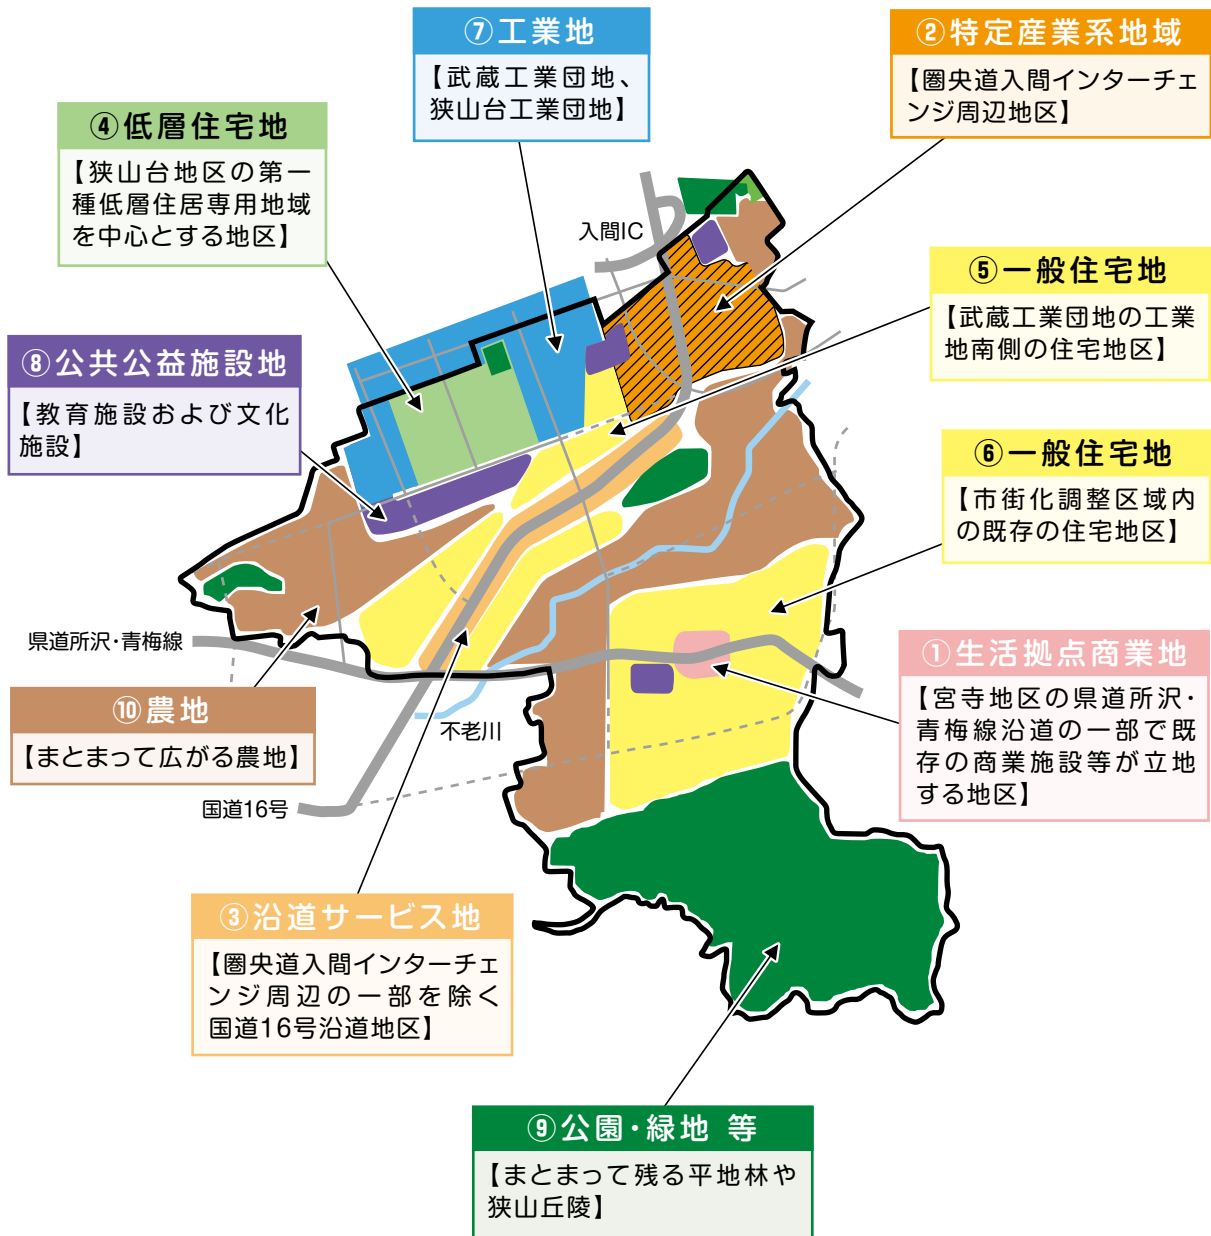 ⑦工業地
【武蔵工業団地、
狭山台工業団地】
②特定産業系地域
【圏央道入間インターチェ
ンジ周辺地区】
④低層住宅地
【狭山台地区の第一
種低層住居専用地域
を中心とする地区】
入間IC
⑤一般住宅地
【武蔵工業団地の工業
地南側の住宅地区】
⑧公共公益施設地
【教育施設および文化
施設】
⑥一般住宅地
【市街化調整区域内
の既存の住宅地区】
県道所沢・青梅線
①生活拠点商業地
【宮寺地区の県道所沢・
青梅線沿道の一部で既
存の商業施設等が立地
する地区】
⑩農地
【まとまって広がる農地】
不老川
国道16号
③沿道サービス地
【圏央道入間インターチェ
ンジ周辺の一部を除く
国道16号沿道地区】
⑨公園・緑地 等
【まとまって残る平地林や
狭山丘陵】